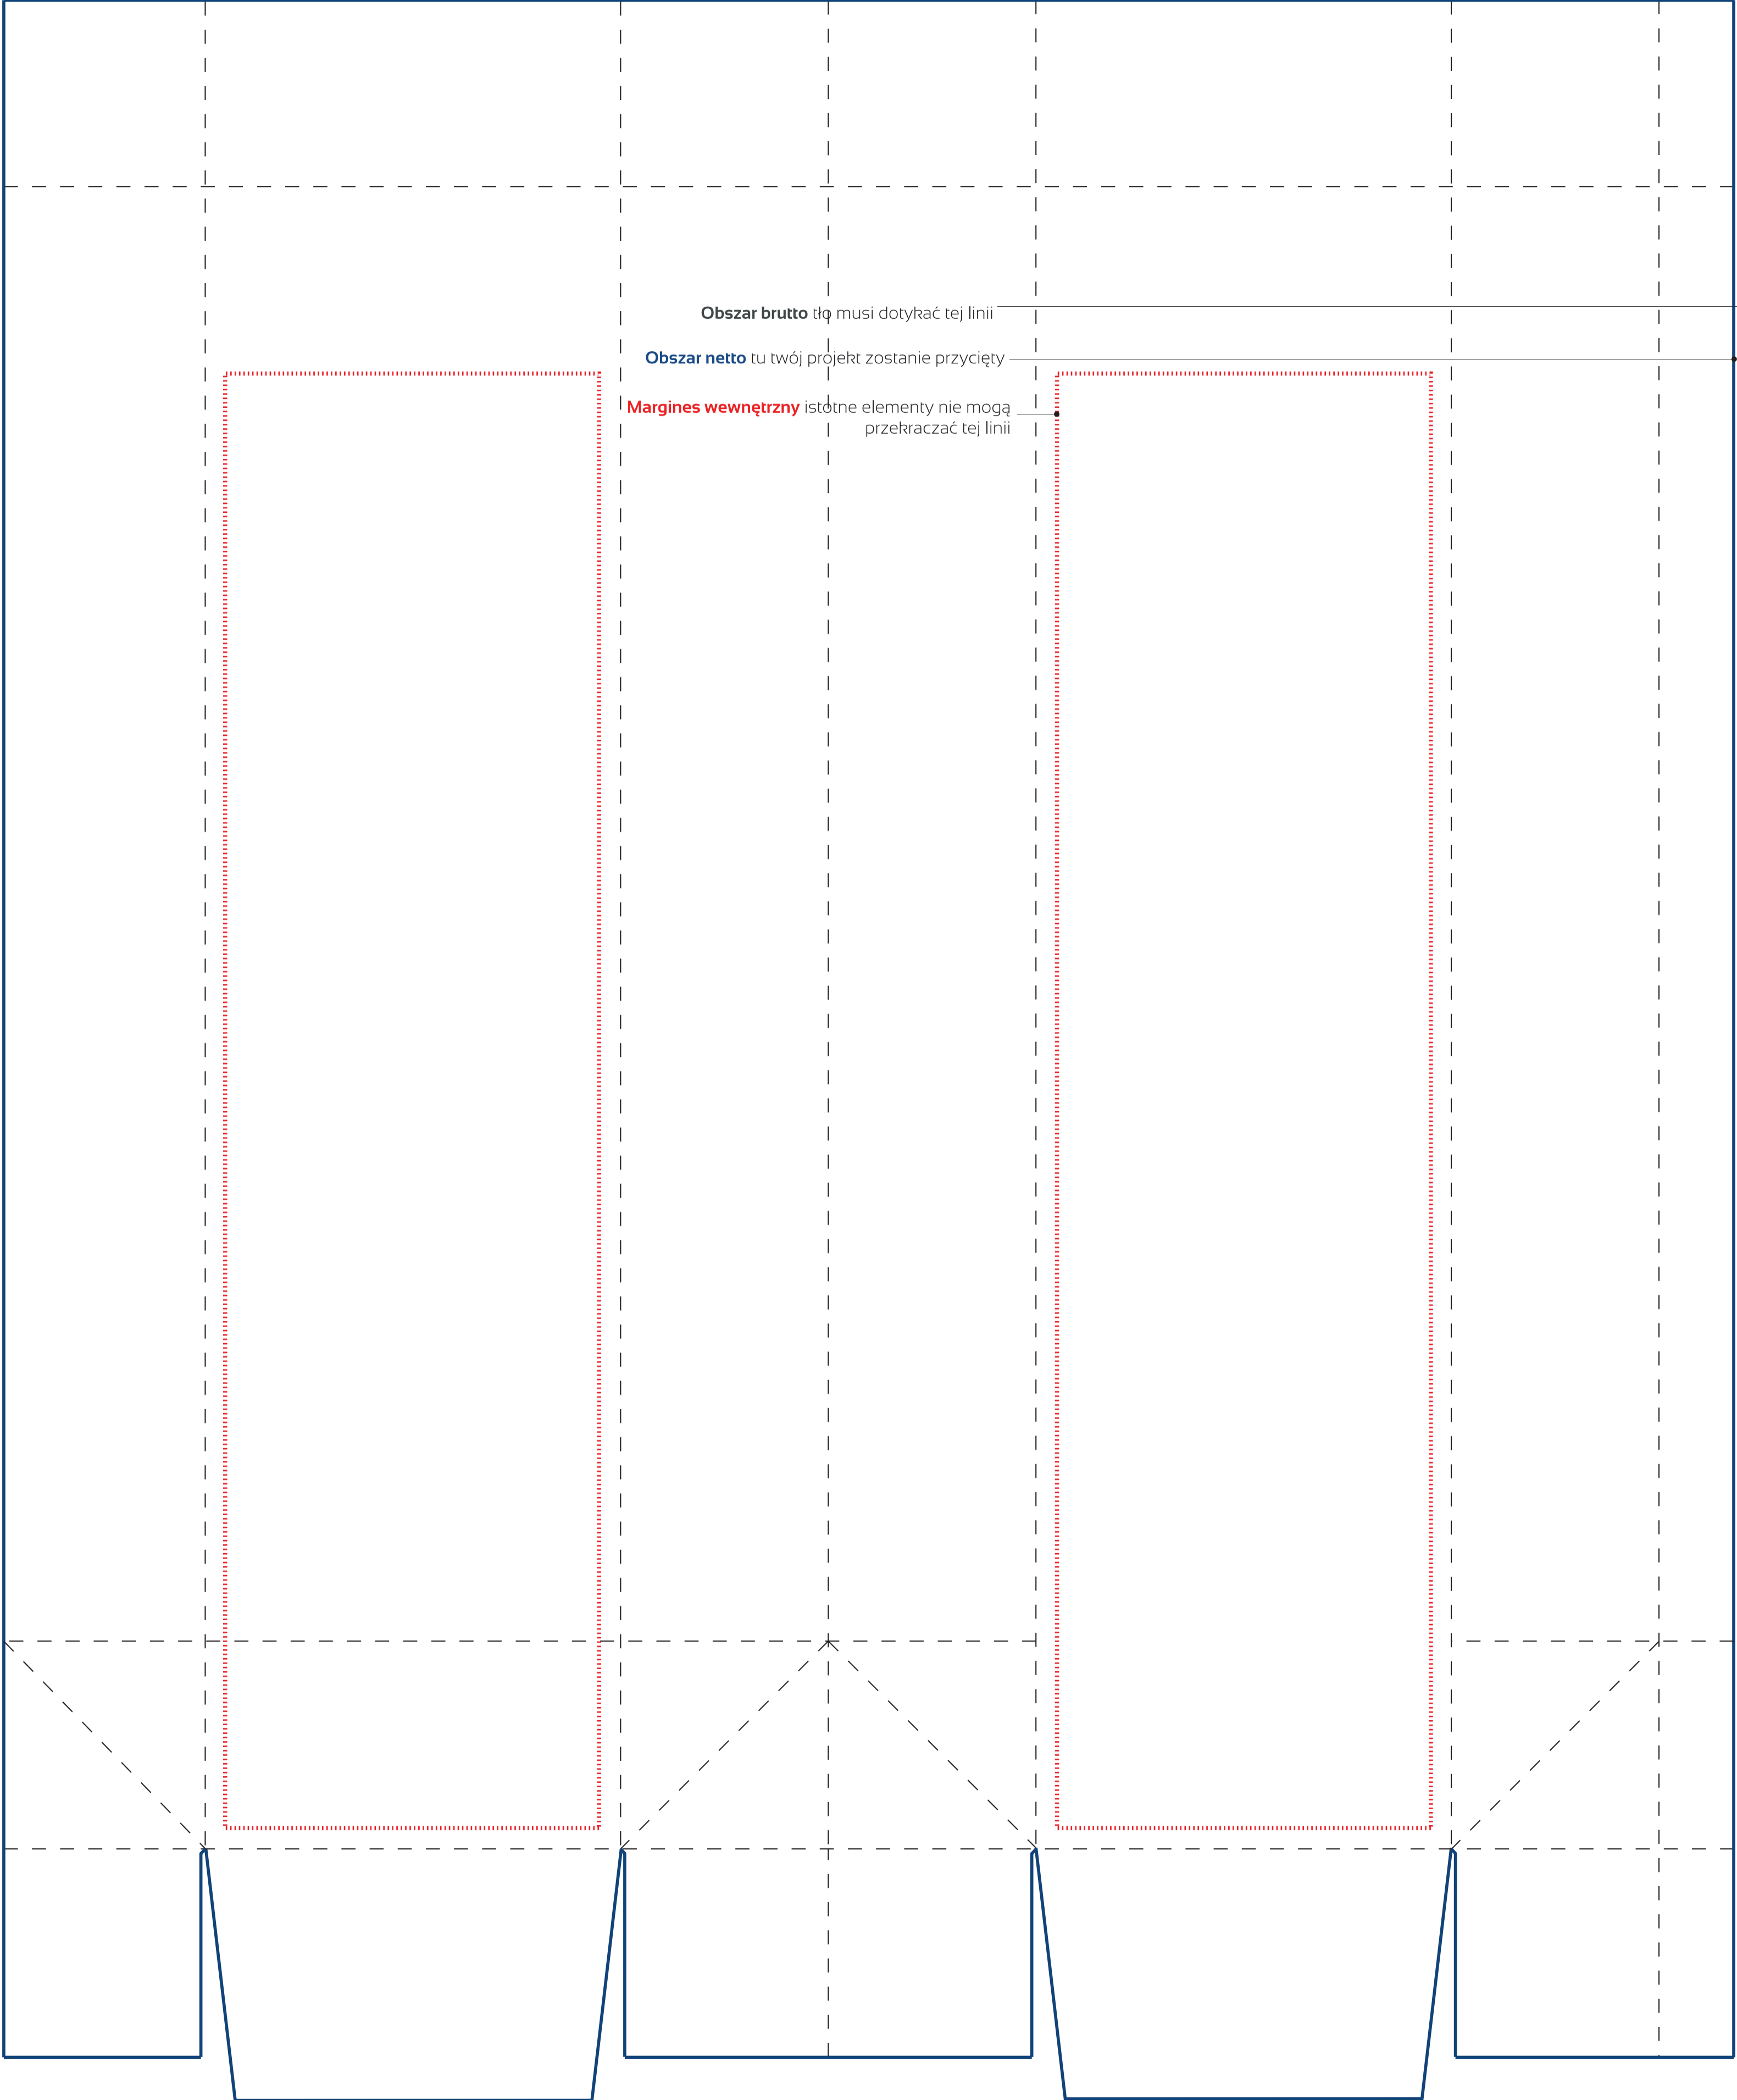 Obszar brutto tło musi dotykać tej linii
Obszar netto tu twój projekt zostanie przycięty
Margines wewnętrzny istotne elementy nie mogą
przekraczać tej linii